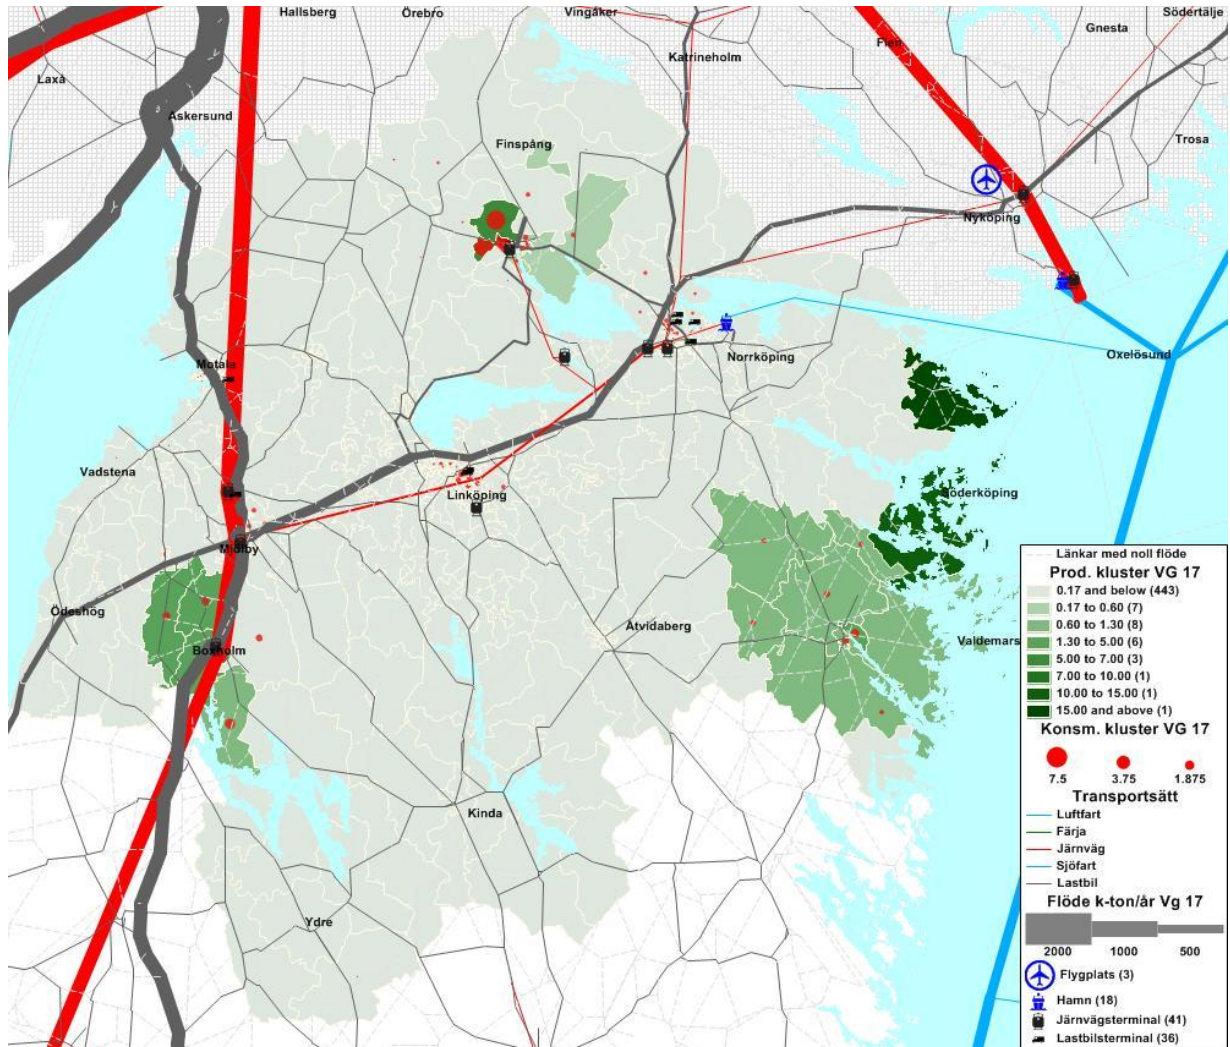 Hallsberg
Örebro
Vingåker
Södertälje
Gnesta
Flen
Katrineholm
Laxå
Askersund
Trosa
Finspång
Nyköping
Oxelösund
Norrköping
Motala
Vadstena
Linköping
Söderköping
Mjölby
Ödeshög
Åtvidaberg
Valdemars
Boxholm
Kinda
Ydre
Länkar med noll flöde
Prod. kluster VG 17
0.17 and below (443)
0.17 to 0.60 (7)
0.60 to 1.30 (8)
1.30 to 5.00 (6)
5.00 to 7.00 (3)
7.00 to 10.00 (1)
10.00 to 15.00 (1)
15.00 and above (1)
Konsm. kluster VG 17
7.5 3.75 1.875
Transportsätt
Luftfart
Färja
Järnväg
Sjöfart
Lastbil
Flöde k-ton/år Vg 17
2000 1000 500
Flygplats (3)
Hamn (18)
Järnvägsterminal (41)
Lastbilsterminal (36)